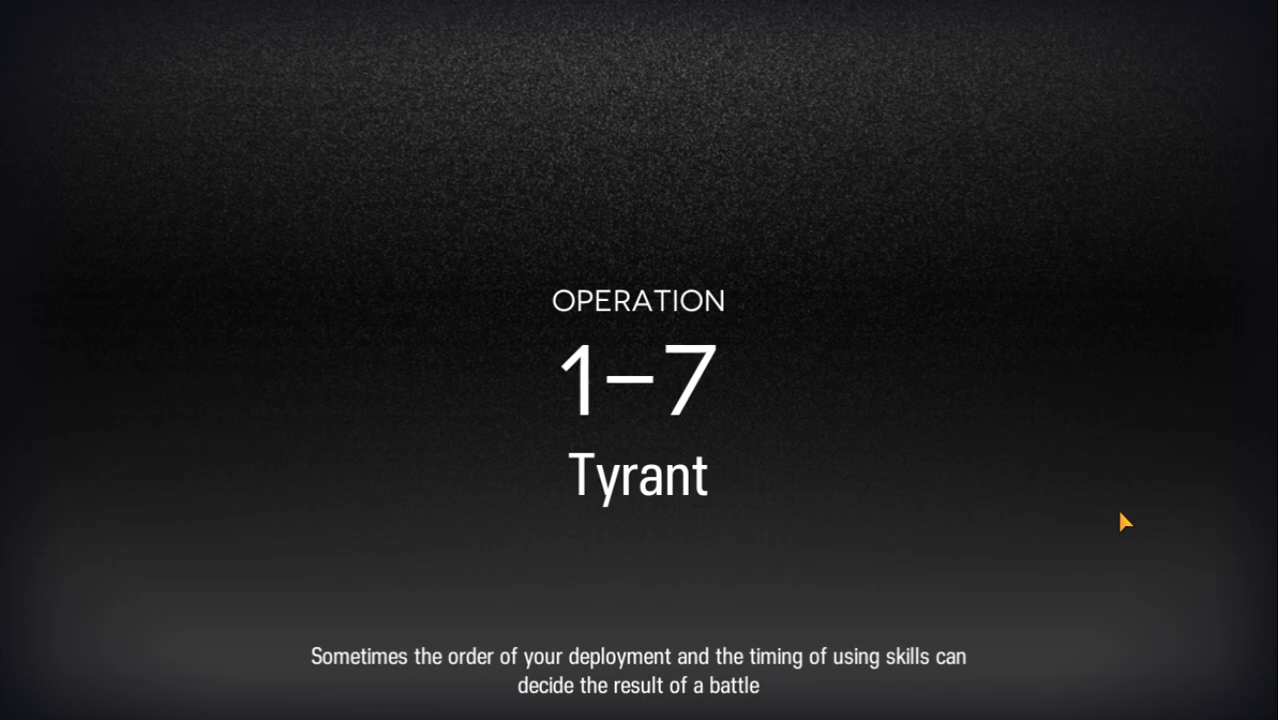 OPERATION
1–7
Tyrant
Sometimes the order of your deployment and the timing of using skills can
decide the result of a battle